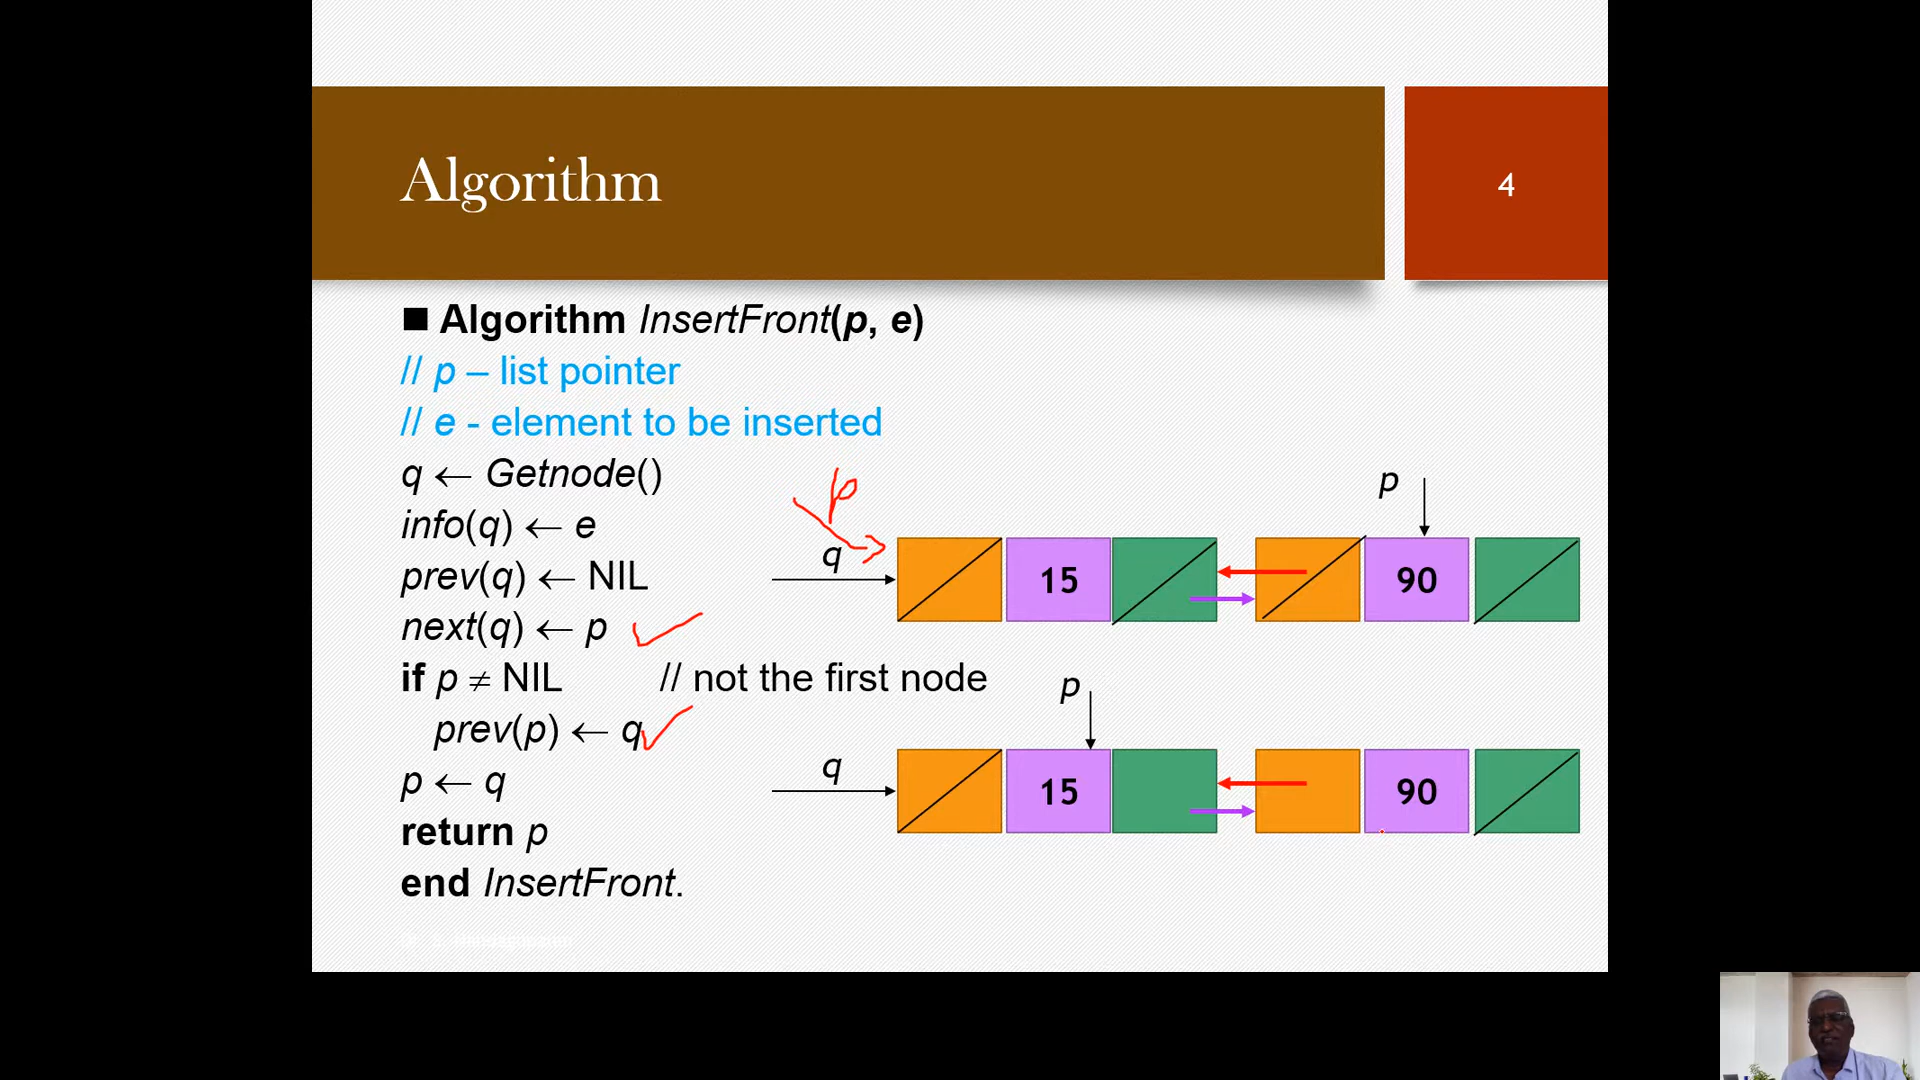 Algorithm
4
■ Algorithm InsertFront(p, e)
// p – list pointer
// e - element to be inserted
q ← Getnode()
info(q) ← e
prev(q) ← NIL
next(q) ← p
if p ≠ NIL // not the first node
prev(p) ← q
p ← q
return p
end InsertFront.
p
p
q
15
90
p
q
15
90